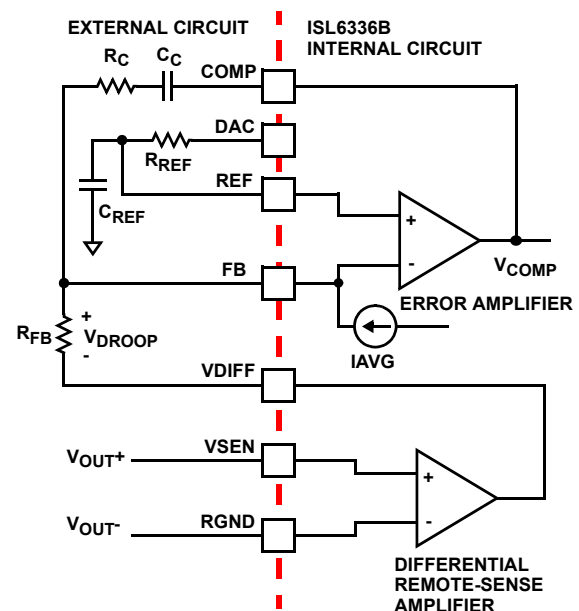 EXTERNAL CIRCUIT
ISL6336B
INTERNAL CIRCUIT
RC
CC
COMP
DAC
RREF
REF
CREF
+
-
VCOMP
FB
ERROR AMPLIFIER
IAVG
RFB
+
VDROOP
-
VDIFF
VOUT+
VSEN
+
VOUT-
RGND
-
DIFFERENTIAL
REMOTE-SENSE
AMPLIFIER